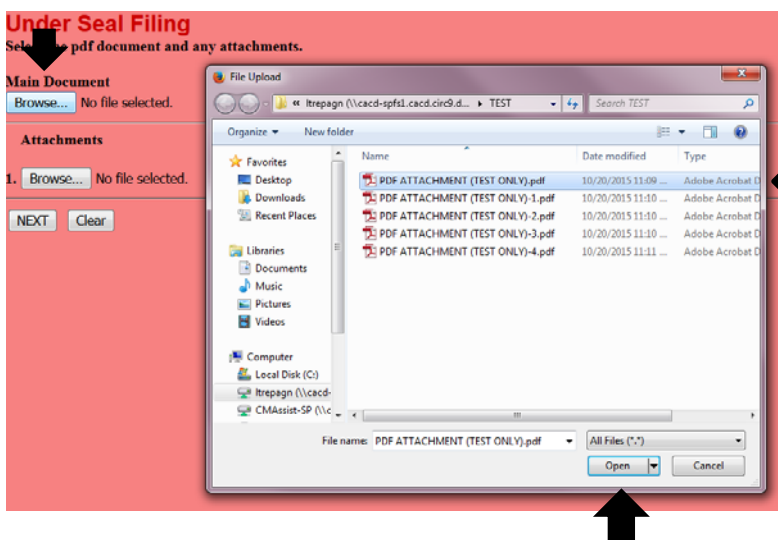 Under Seal Filing
Select the pdf document and any attachments.
Main Document
Browse... No file selected.
Attachments
1. Browse... No file selected.
NEXT Clear
File Upload
« ltrepagn (\\cacd-spfs1.cacd.circ9.d... ▸ TEST
Search TEST
Organize New folder
Favorites
Desktop
Downloads
Recent Places
Libraries
Documents
Music
Pictures
Videos
Computer
Local Disk (C:)
ltrepagn (\\cacd-
CMAssist-SP (\\c
Name Date modified Type
PDF ATTACHMENT (TEST ONLY).pdf 10/20/2015 11:09 ... Adobe Acrobat D
PDF ATTACHMENT (TEST ONLY)-1.pdf 10/20/2015 11:10 ... Adobe Acrobat D
PDF ATTACHMENT (TEST ONLY)-2.pdf 10/20/2015 11:10 ... Adobe Acrobat D
PDF ATTACHMENT (TEST ONLY)-3.pdf 10/20/2015 11:10 ... Adobe Acrobat D
PDF ATTACHMENT (TEST ONLY)-4.pdf 10/20/2015 11:11 ... Adobe Acrobat D
File name: PDF ATTACHMENT (TEST ONLY).pdf All Files (*.*)
Open Cancel